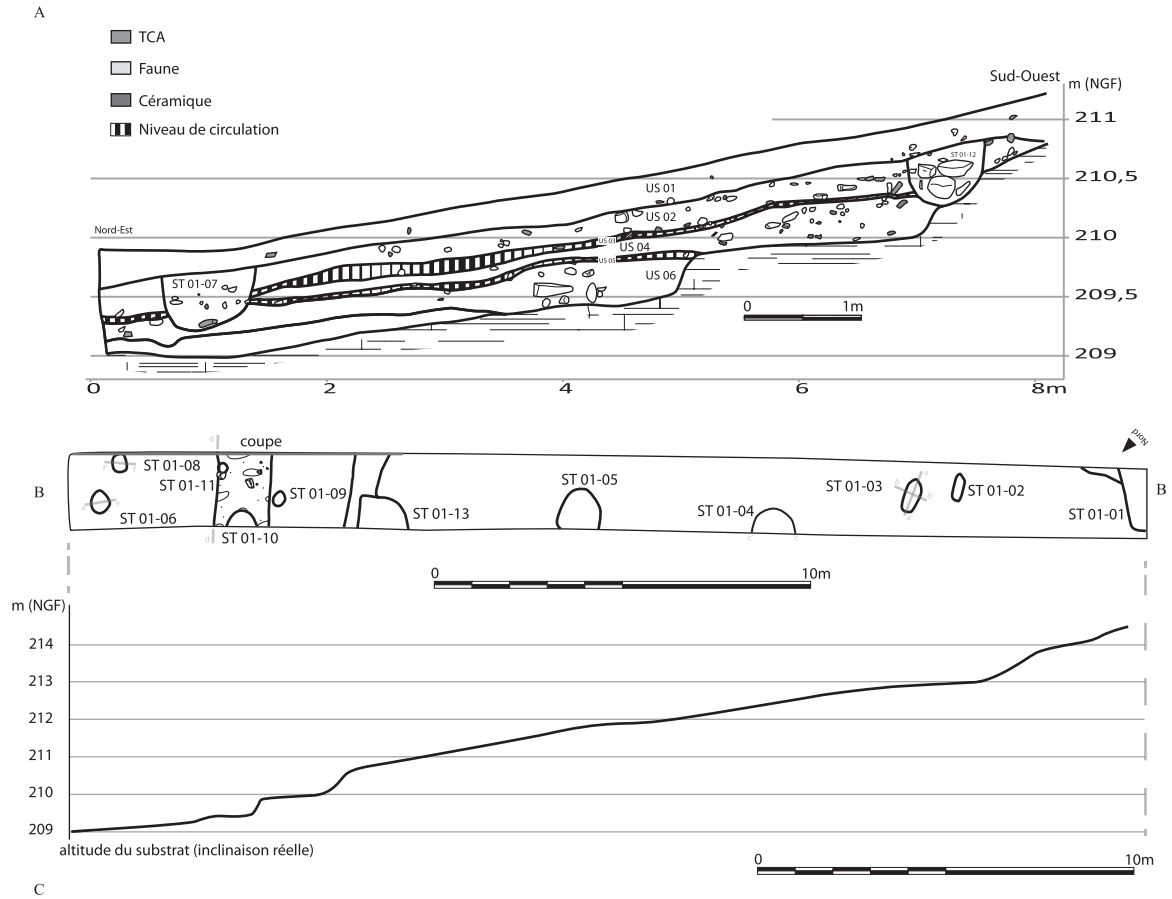 A
TCA
Faune
Céramique
Niveau de circulation
Sud-Ouest
m (NGF)
211
ST 01-12
210,5
US 01
US 02
Nord-Est
210
US 03
US 04
US 05
ST 01-07
US 06
209,5
0 1m
209
0 2 4 6 8m
coupe
Nord
ST 01-08
ST 01-11
ST 01-09
ST 01-05
ST 01-03
ST 01-02
B
B
ST 01-06
ST 01-13
ST 01-04
ST 01-01
ST 01-10
0 10m
m (NGF)
214
213
212
211
210
209
altitude du substrat (inclinaison réelle)
0 10m
C